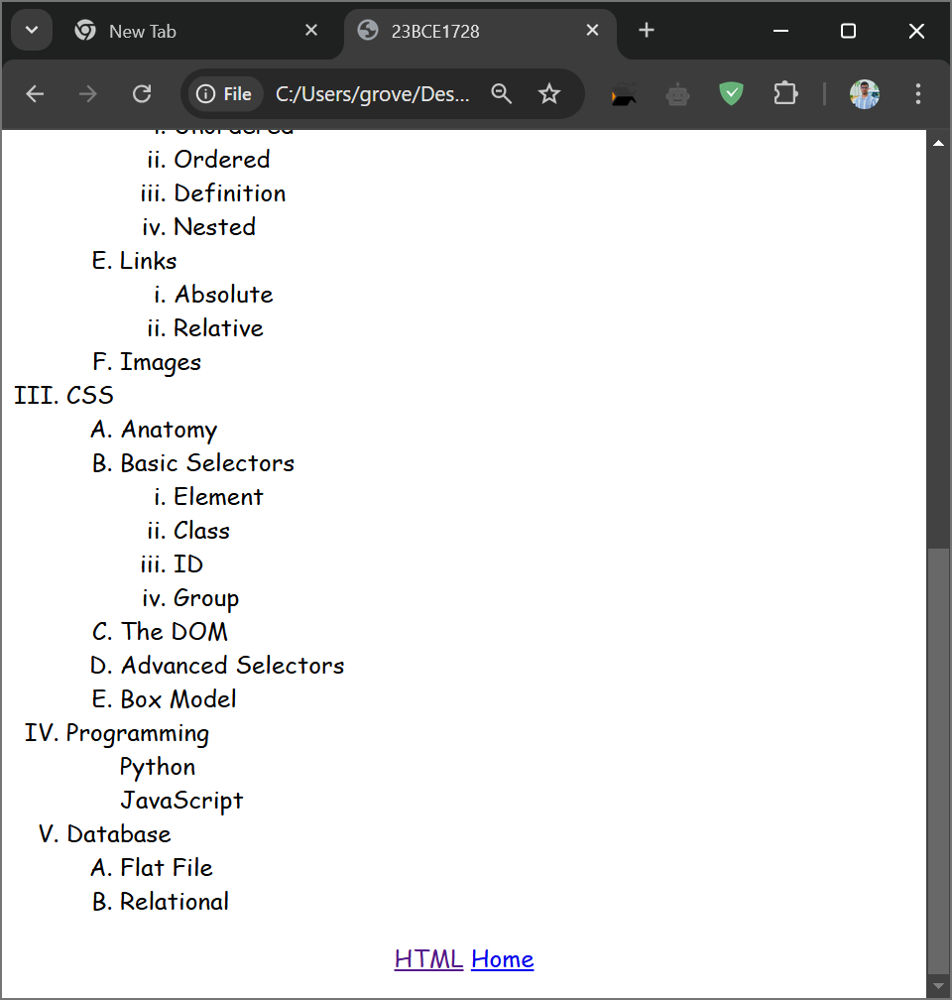 New Tab
23BCE1728
File
C:/Users/grove/Des...
i. Unordered
ii. Ordered
iii. Definition
iv. Nested
E. Links
i. Absolute
ii. Relative
F. Images
III. CSS
A. Anatomy
B. Basic Selectors
i. Element
ii. Class
iii. ID
iv. Group
C. The DOM
D. Advanced Selectors
E. Box Model
IV. Programming
Python
JavaScript
V. Database
A. Flat File
B. Relational
HTML Home